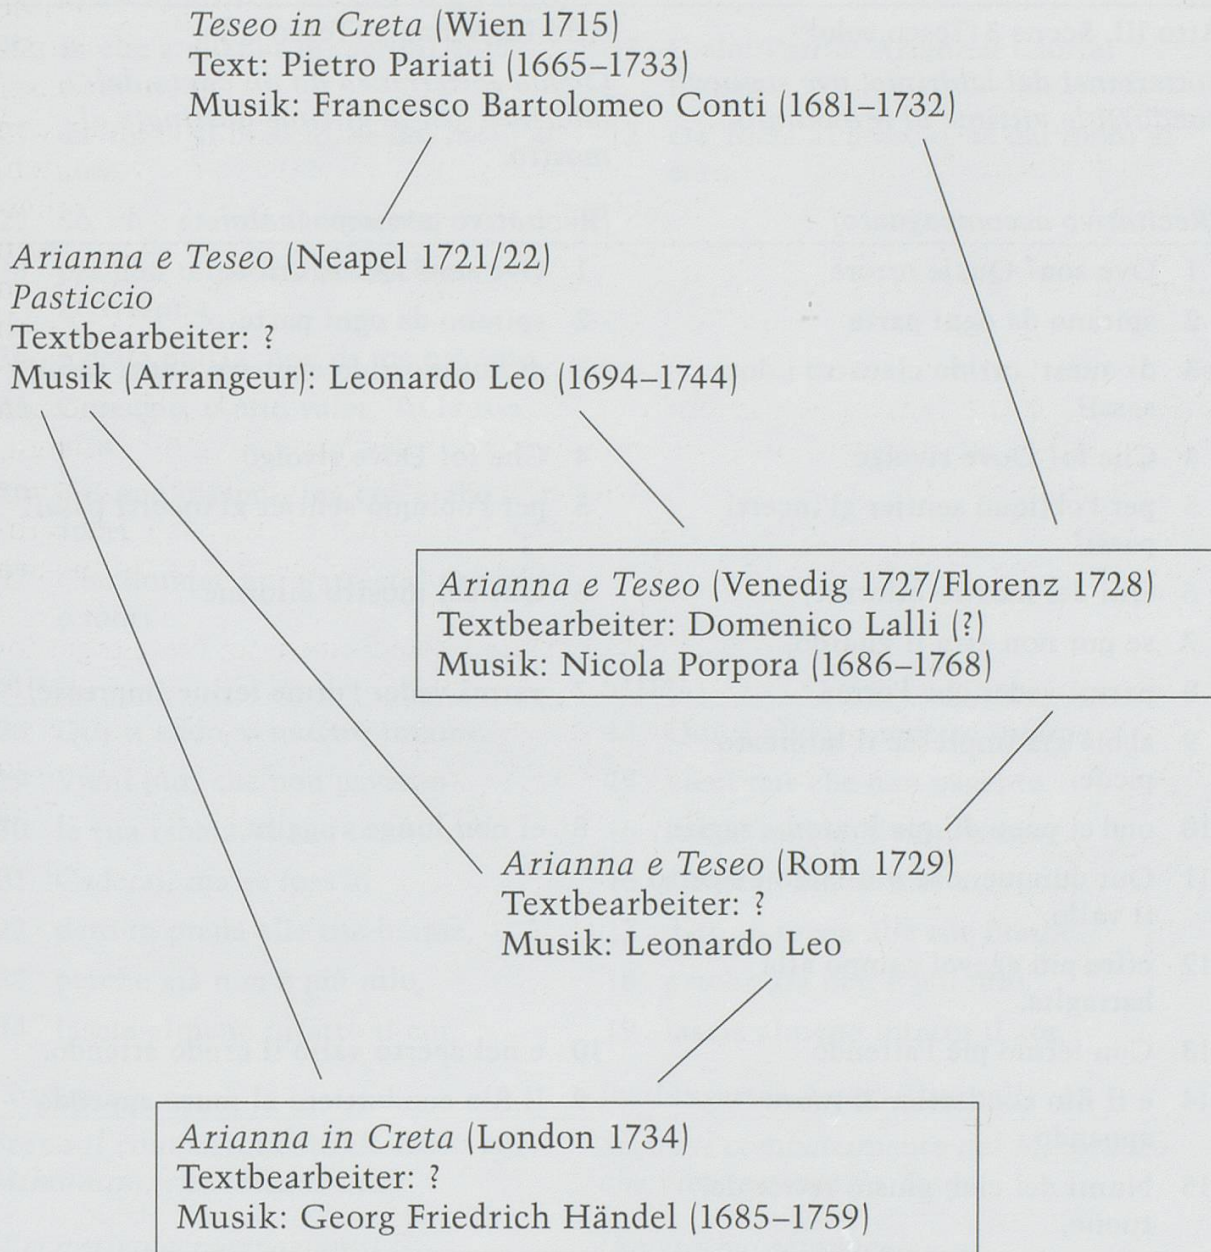 Teseo in Creta (Wien 1715)
Text: Pietro Pariati (1665–1733)
Musik: Francesco Bartolomeo Conti (1681–1732)
Arianna e Teseo (Neapel 1721/22)
Pasticcio
Textbearbeiter: ?
Musik (Arrangeur): Leonardo Leo (1694–1744)
Arianna e Teseo (Venedig 1727/Florenz 1728)
Textbearbeiter: Domenico Lalli (?)
Musik: Nicola Porpora (1686–1768)
Arianna e Teseo (Rom 1729)
Textbearbeiter: ?
Musik: Leonardo Leo
Arianna in Creta (London 1734)
Textbearbeiter: ?
Musik: Georg Friedrich Händel (1685–1759)